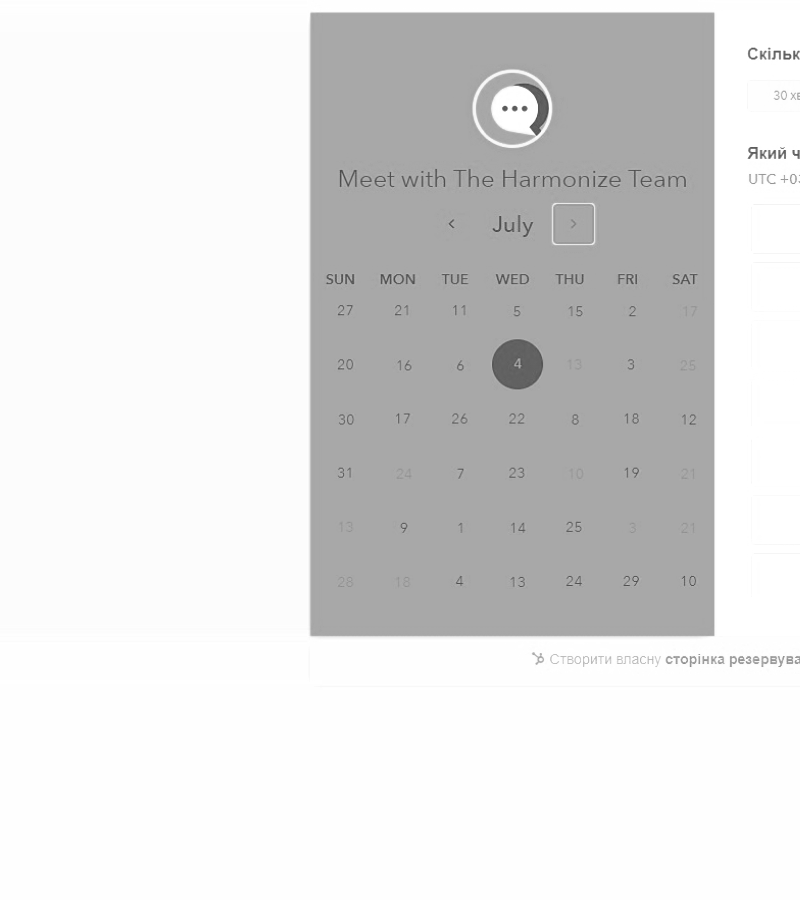 Скільк
30 хв
Meet with The Harmonize Team
Який ч
UTC +03
July
SUN MON TUE WED THU FRI SAT
27 21 11 5 15 2 17
20 16 6 4 13 3 25
30 17 26 22 8 18 12
31 24 7 23 10 19 21
13 9 1 14 25 3 21
28 18 4 13 24 29 10
Створити власну сторінка резервува